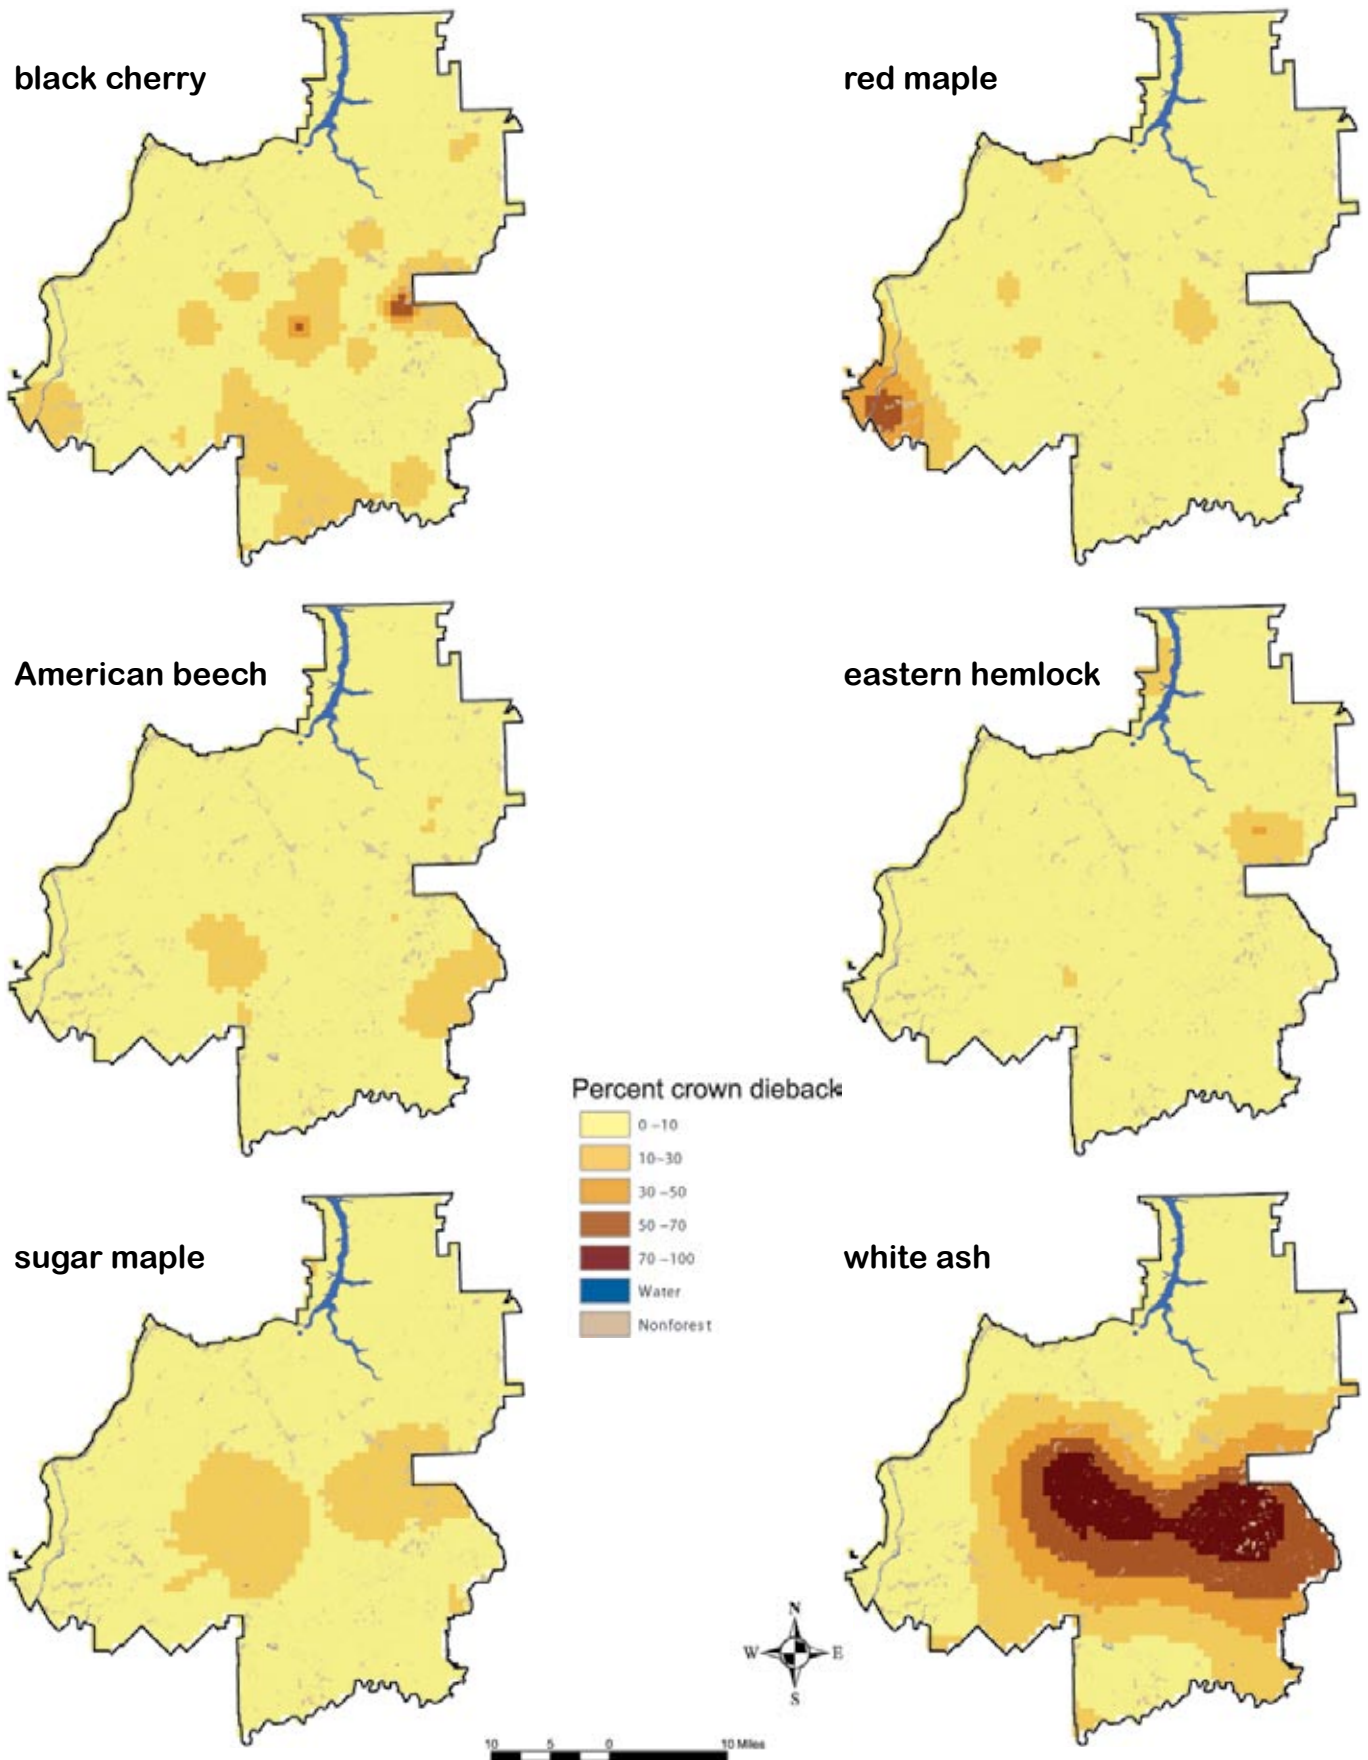 black cherry
red maple
American beech
eastern hemlock
Percent crown dieback
0 –10
10–30
30 –50
50 –70
70 –100
Water
Nonforest
sugar maple
white ash
N
W E
S
10 5 0 10 Miles